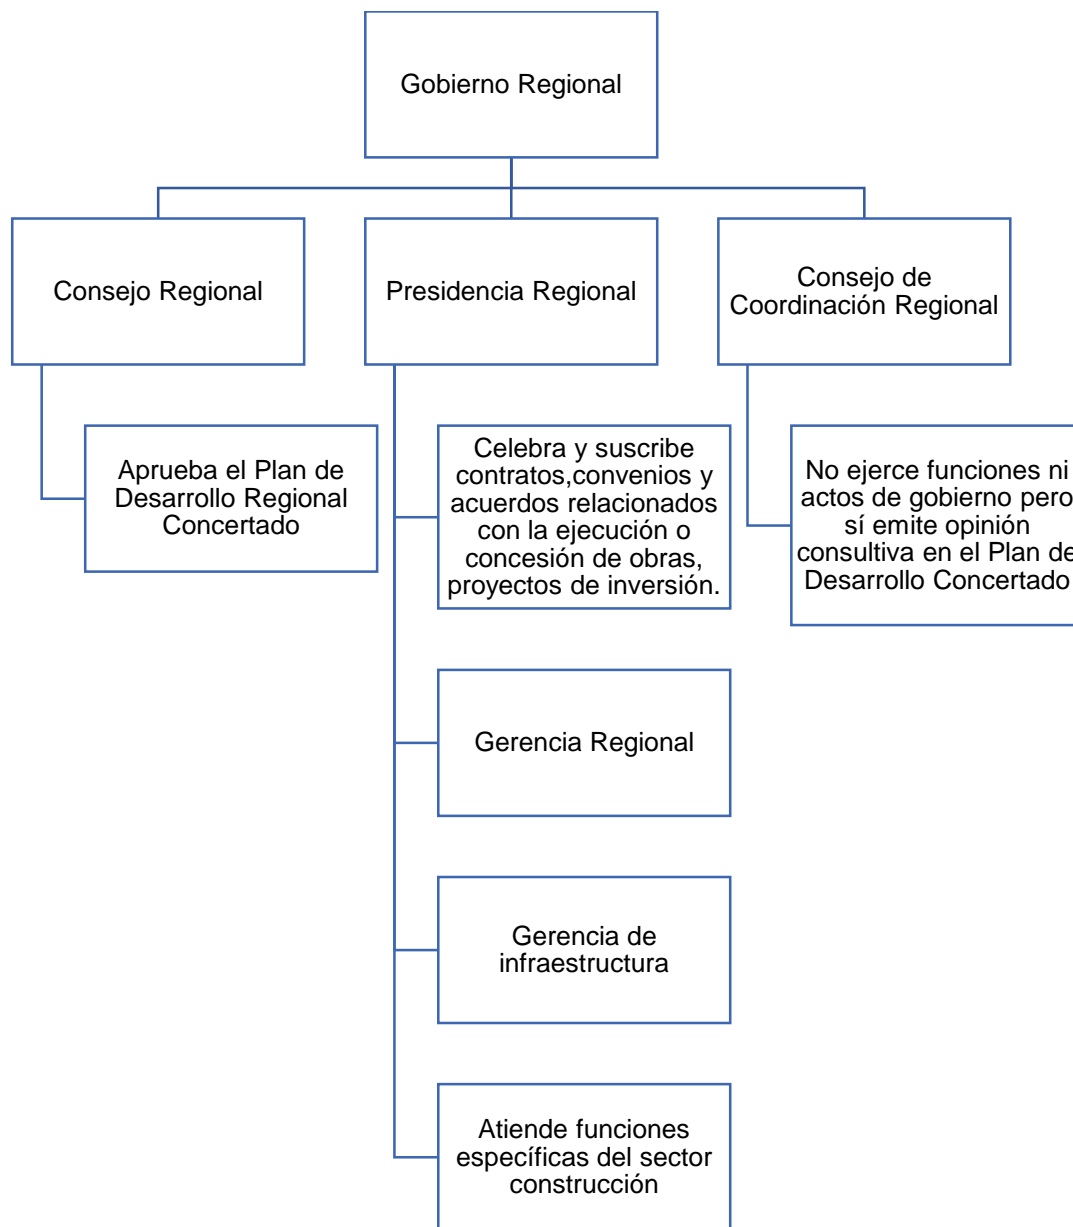 Gobierno Regional
Consejo Regional
Presidencia Regional
Consejo de
Coordinación Regional
Aprueba el Plan de
Desarrollo Regional
Concertado
Celebra y suscribe
contratos,convenios y
acuerdos relacionados
con la ejecución o
concesión de obras,
proyectos de inversión.
No ejerce funciones ni
actos de gobierno pero
sí emite opinión
consultiva en el Plan de
Desarrollo Concertado
Gerencia Regional
Gerencia de
infraestructura
Atiende funciones
específicas del sector
construcción